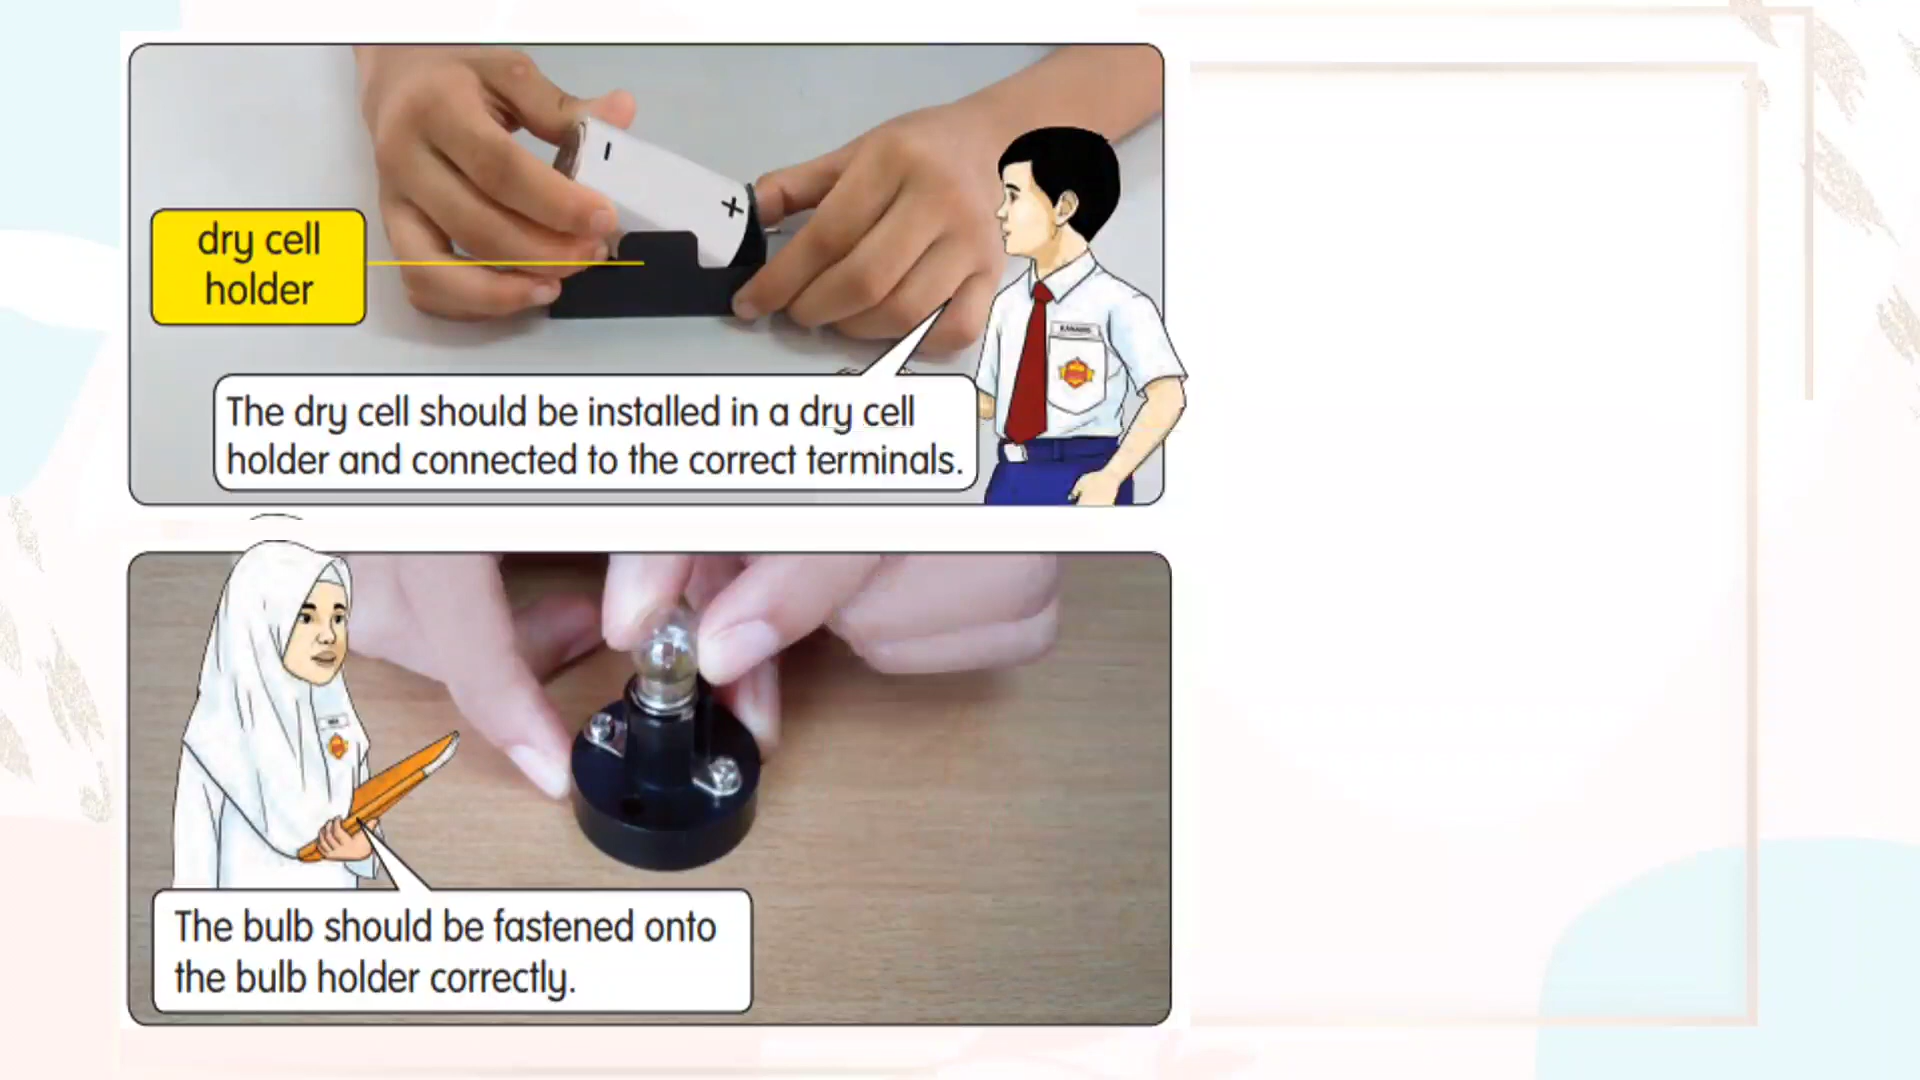 -
+
dry cell
holder
The dry cell should be installed in a dry cell
holder and connected to the correct terminals.
The bulb should be fastened onto
the bulb holder correctly.